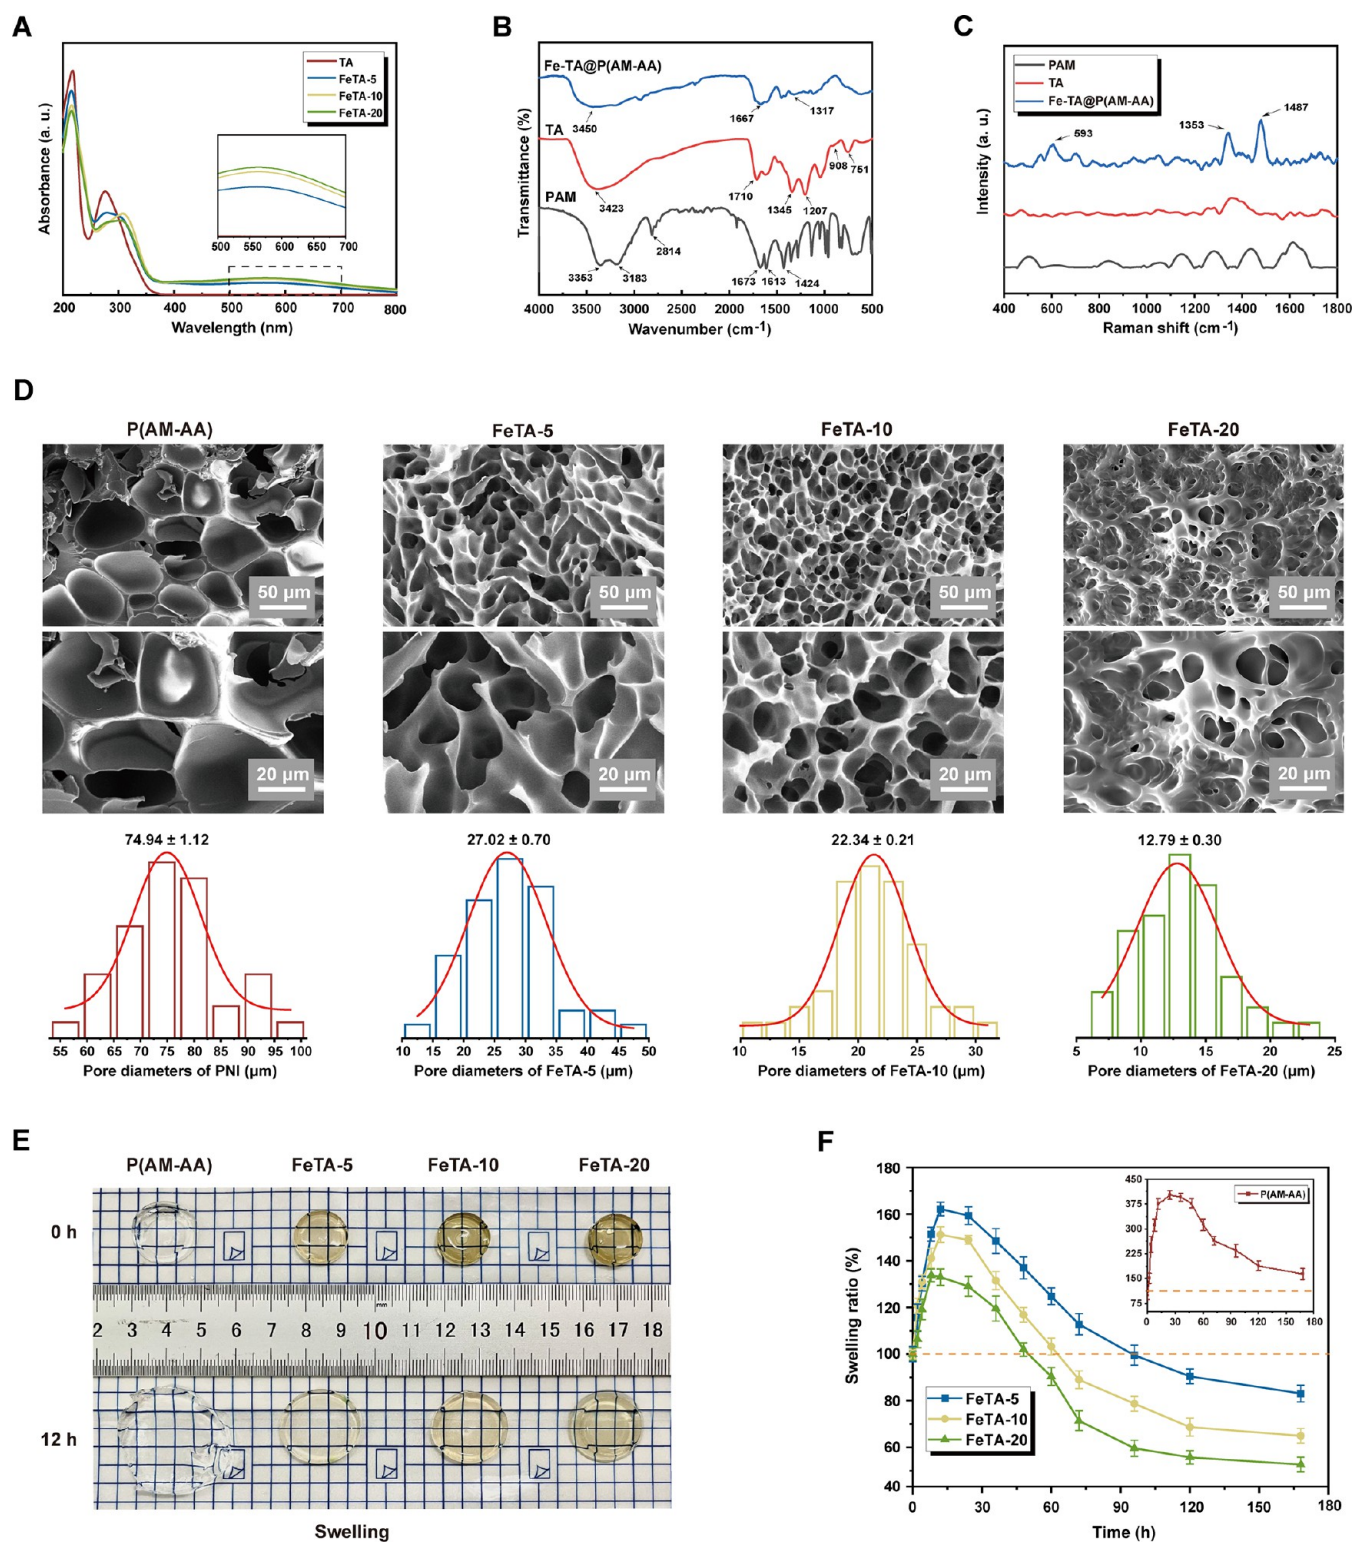 A
Absorbance (a. u.)
TA
FeTA-5
FeTA-10
FeTA-20
500 550 600 650 700
200 300 400 500 600 700 800
Wavelength (nm)
B
Transmittance (%)
Fe-TA@P(AM-AA)
3450
1667
1317
TA
3423
1710
1345
1207
908
751
PAM
3353
3183
2814
1673
1613
1424
4000 3500 3000 2500 2000 1500 1000 500
Wavenumber (cm-1)
C
Intensity (a. u.)
PAM
TA
Fe-TA@P(AM-AA)
593
1353
1487
400 600 800 1000 1200 1400 1600 1800
Raman shift (cm-1)
D
P(AM-AA)
FeTA-5
FeTA-10
FeTA-20
50 μm
50 μm
50 μm
50 μm
20 μm
20 μm
20 μm
20 μm
74.94 ± 1.12
55 60 65 70 75 80 85 90 95 100
Pore diameters of PNI (μm)
27.02 ± 0.70
10 15 20 25 30 35 40 45 50
Pore diameters of FeTA-5 (μm)
22.34 ± 0.21
10 15 20 25 30
Pore diameters of FeTA-10 (μm)
12.79 ± 0.30
5 10 15 20 25
Pore diameters of FeTA-20 (μm)
E
P(AM-AA) FeTA-5 FeTA-10 FeTA-20
0 h
mm
2 3 4 5 6 7 8 9 10 11 12 13 14 15 16 17 18
12 h
Swelling
F
Swelling ratio (%)
180
160
140
120
100
80
60
40
FeTA-5
FeTA-10
FeTA-20
0 30 60 90 120 150 180
Time (h)
450
375
300
225
150
75
P(AM-AA)
0 30 60 90 120 150 180